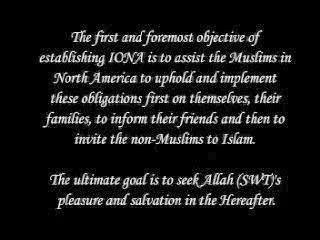 The first and foremost objective of
establishing IONA is to assist the Muslims in
North America to uphold and implement
these obligations first on themselves, their
families, to inform their friends and then to
invite the non-Muslims to Islam.
The ultimate goal is to seek Allah (SWT)'s
pleasure and salvation in the Hereafter.